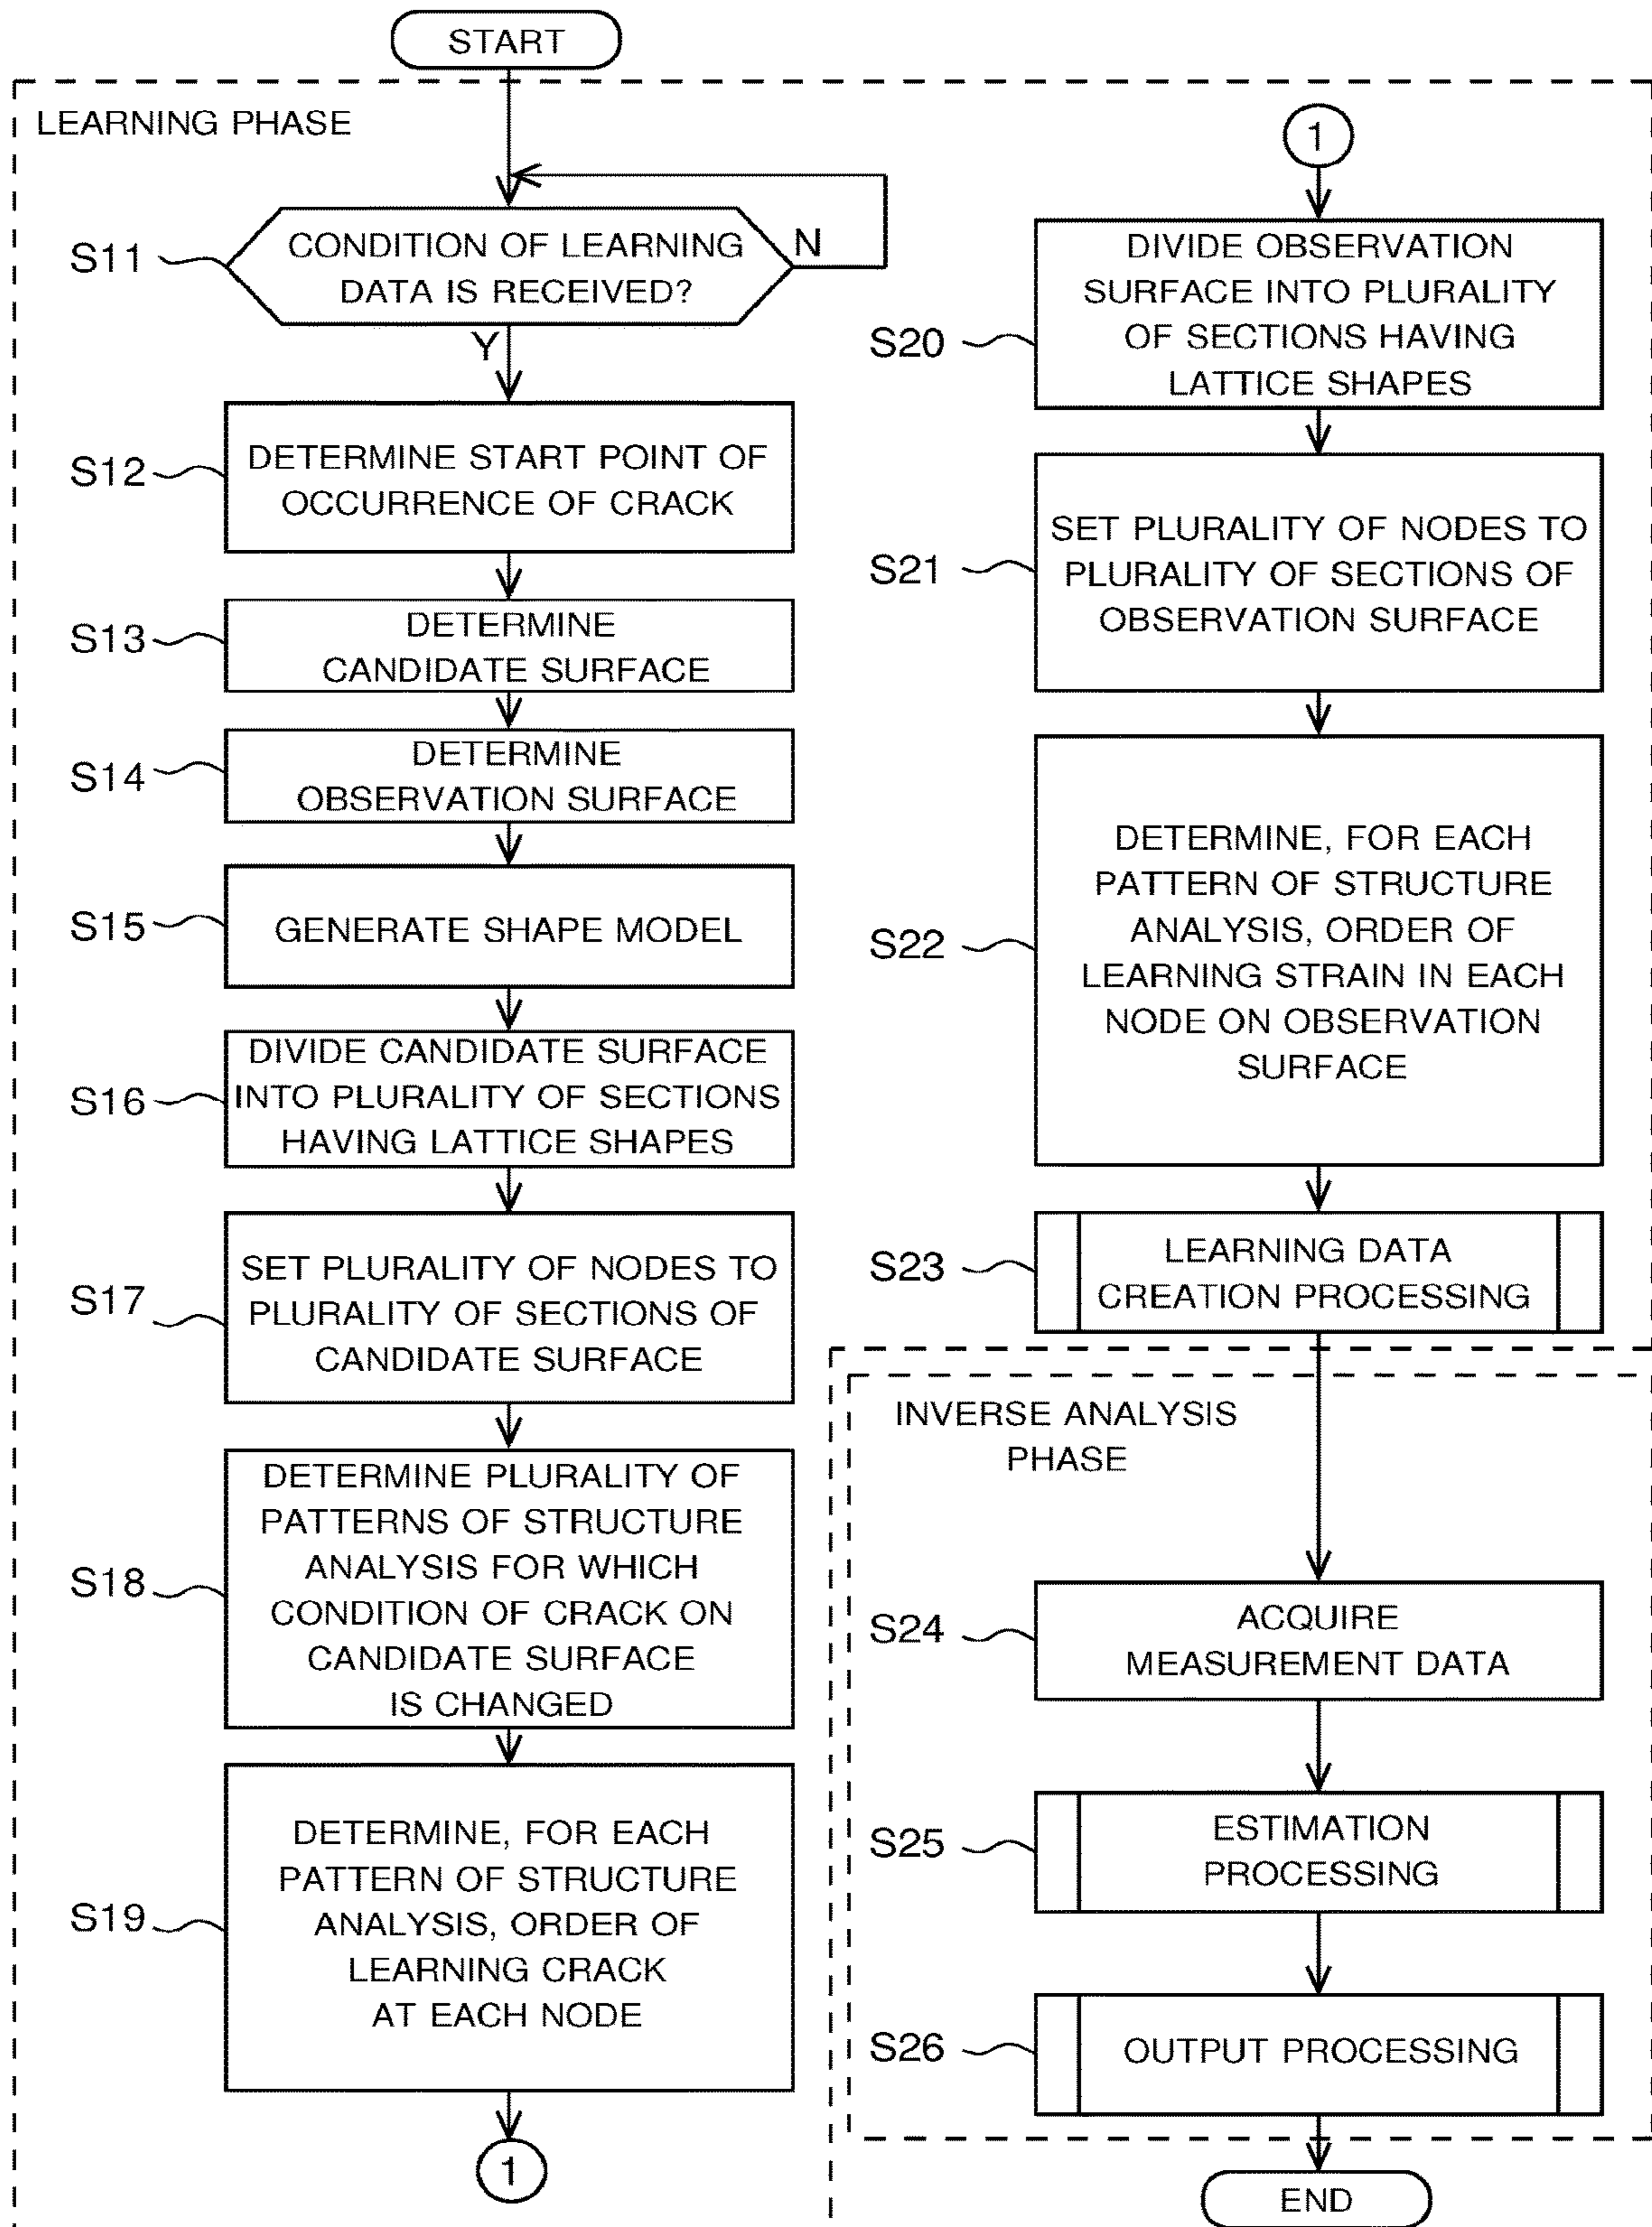 START
LEARNING PHASE
S11
CONDITION OF LEARNING
DATA IS RECEIVED?
N
Y
S12
DETERMINE START POINT OF
OCCURRENCE OF CRACK
S13
DETERMINE
CANDIDATE SURFACE
S14
DETERMINE
OBSERVATION SURFACE
S15
GENERATE SHAPE MODEL
S16
DIVIDE CANDIDATE SURFACE
INTO PLURALITY OF SECTIONS
HAVING LATTICE SHAPES
S17
SET PLURALITY OF NODES TO
PLURALITY OF SECTIONS OF
CANDIDATE SURFACE
S18
DETERMINE PLURALITY OF
PATTERNS OF STRUCTURE
ANALYSIS FOR WHICH
CONDITION OF CRACK ON
CANDIDATE SURFACE
IS CHANGED
S19
DETERMINE, FOR EACH
PATTERN OF STRUCTURE
ANALYSIS, ORDER OF
LEARNING CRACK
AT EACH NODE
1
1
S20
DIVIDE OBSERVATION
SURFACE INTO PLURALITY
OF SECTIONS HAVING
LATTICE SHAPES
S21
SET PLURALITY OF NODES TO
PLURALITY OF SECTIONS OF
OBSERVATION SURFACE
S22
DETERMINE, FOR EACH
PATTERN OF STRUCTURE
ANALYSIS, ORDER OF
LEARNING STRAIN IN EACH
NODE ON OBSERVATION
SURFACE
S23
LEARNING DATA
CREATION PROCESSING
INVERSE ANALYSIS
PHASE
S24
ACQUIRE
MEASUREMENT DATA
S25
ESTIMATION
PROCESSING
S26
OUTPUT PROCESSING
END